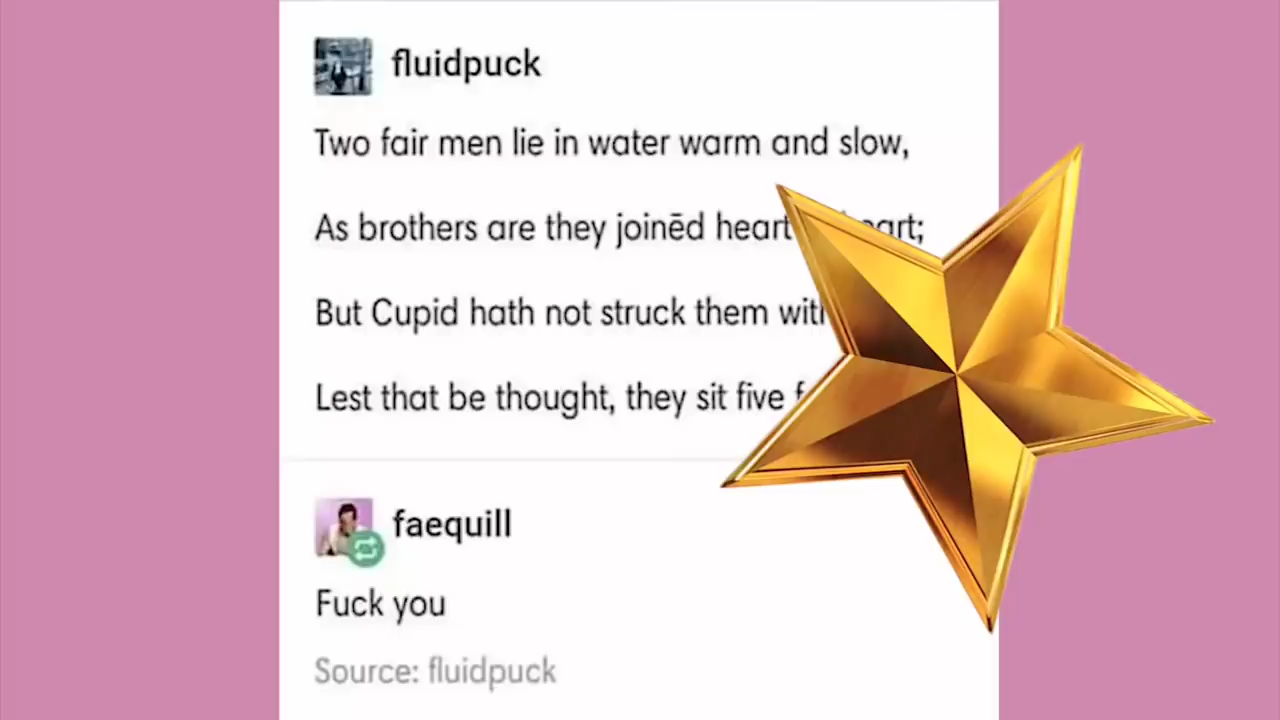 fluidpuck
Two fair men lie in water warm and slow,
As brothers are they joinēd heart
But Cupid hath not struck them
Lest that be thought, they sit five
faequill
Fuck you
Source: fluidpuck